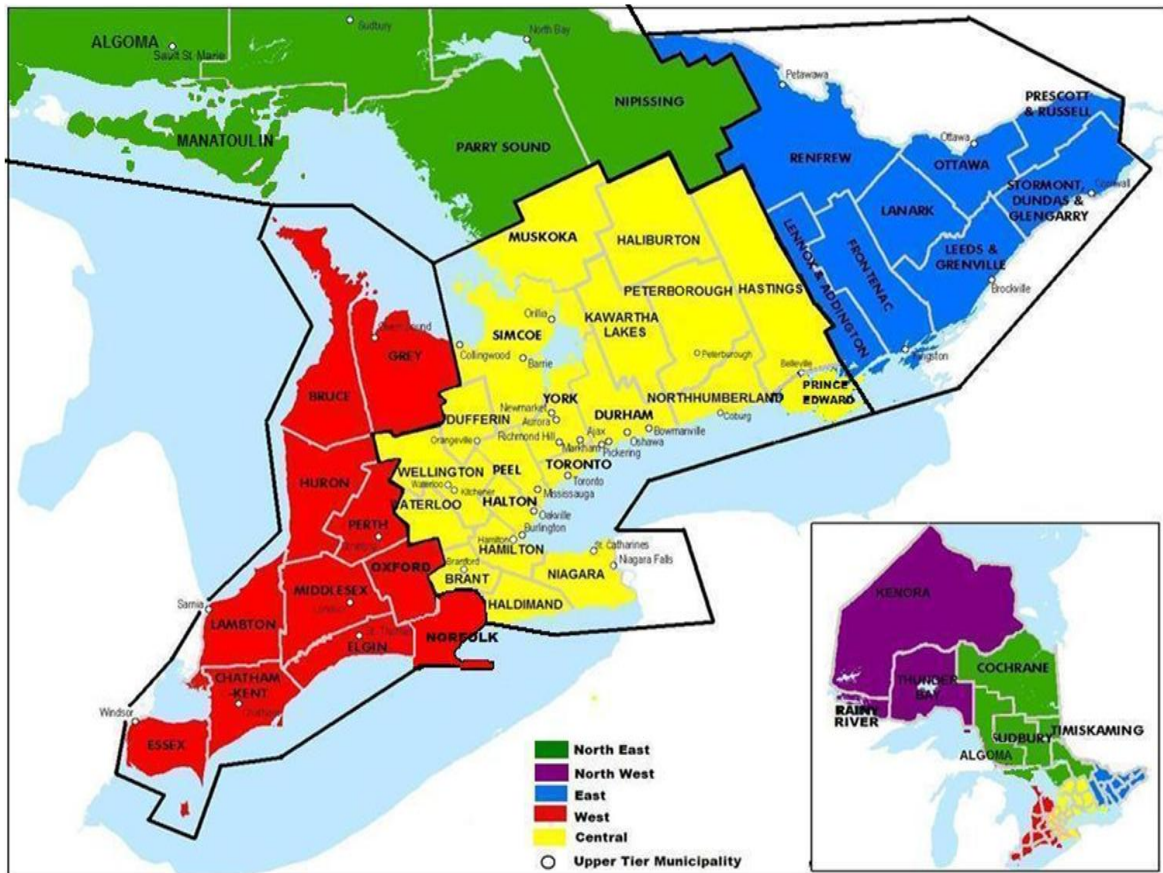 ALGOMA
Sault St. Marie
Sudbury
North Bay
MANATOULIN
PARRY SOUND
NIPISSING
Petawawa
RENFREW
Ottawa
OTTAWA
PRESCOTT
& RUSSELL
STORMONT,
DUNDAS &
GLENGARRY
Cornwall
LANARK
LEEDS &
GRENVILLE
Brockville
LENNOX & ADDINGTON
FRONTENAC
Kingston
MUSKOKA
HALIBURTON
PETERBOROUGH
HASTINGS
KAWARTHA
LAKES
Orillia
SIMCOE
Collingwood
Barrie
Peterborough
Belleville
PRINCE
EDWARD
NORTHHUMBERLAND
Coburg
GREY
BRUCE
YORK
Newmarket
Aurora
DUFFERIN
Orangeville
Richmond Hill
DURHAM
Ajax
Markham
Pickering
Oshawa
Bowmanville
HURON
WELLINGTON
PEEL
TORONTO
Toronto
Waterloo
Kitchener
WATERLOO
HALTON
Mississauga
Oakville
Burlington
PERTH
Hamilton
HAMILTON
St. Catharines
Niagara Falls
NIAGARA
OXFORD
Brantford
BRANT
HALDIMAND
MIDDLESEX
Sarnia
LAMBTON
St. Thomas
ELGIN
NORFOLK
CHATHAM
-KENT
Windsor
ESSEX
North East
North West
East
West
Central
Upper Tier Municipality
KENORA
THUNDER
BAY
RAINY
RIVER
COCHRANE
SUDBURY
TIMISKAMING
ALGOMA